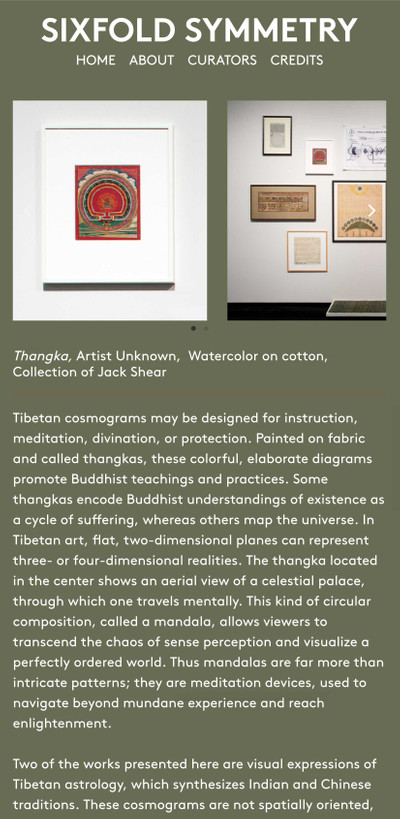 SIXFOLD SYMMETRY
HOME ABOUT CURATORS CREDITS
Thangka, Artist Unknown, Watercolor on cotton,
Collection of Jack Shear
Tibetan cosmograms may be designed for instruction,
meditation, divination, or protection. Painted on fabric
and called thangkas, these colorful, elaborate diagrams
promote Buddhist teachings and practices. Some
thangkas encode Buddhist understandings of existence as
a cycle of suffering, whereas others map the universe. In
Tibetan art, flat, two-dimensional planes can represent
three- or four-dimensional realities. The thangka located
in the center shows an aerial view of a celestial palace,
through which one travels mentally. This kind of circular
composition, called a mandala, allows viewers to
transcend the chaos of sense perception and visualize a
perfectly ordered world. Thus mandalas are far more than
intricate patterns; they are meditation devices, used to
navigate beyond mundane experience and reach
enlightenment.
Two of the works presented here are visual expressions of
Tibetan astrology, which synthesizes Indian and Chinese
traditions. These cosmograms are not spatially oriented,